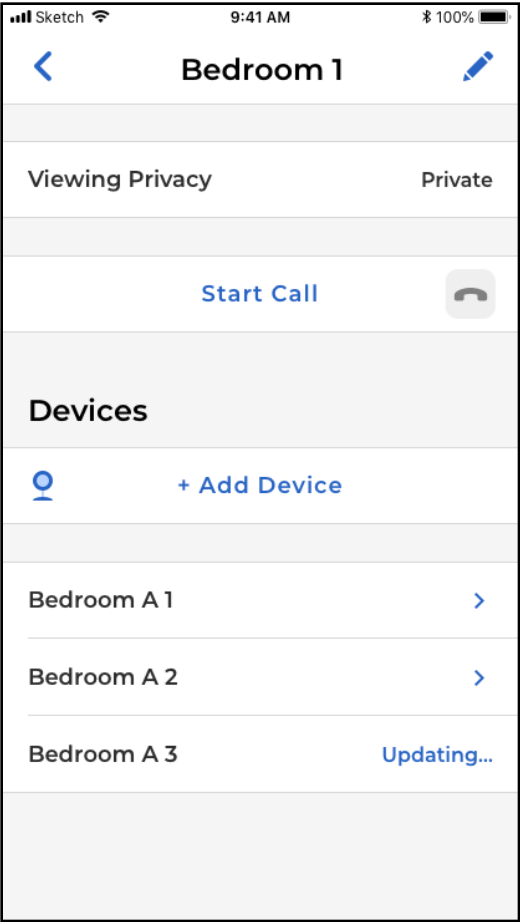 Sketch 9:41 AM 100%
Bedroom 1
Viewing Privacy Private
Start Call
Devices
+ Add Device
Bedroom A 1
Bedroom A 2
Bedroom A 3 Updating...